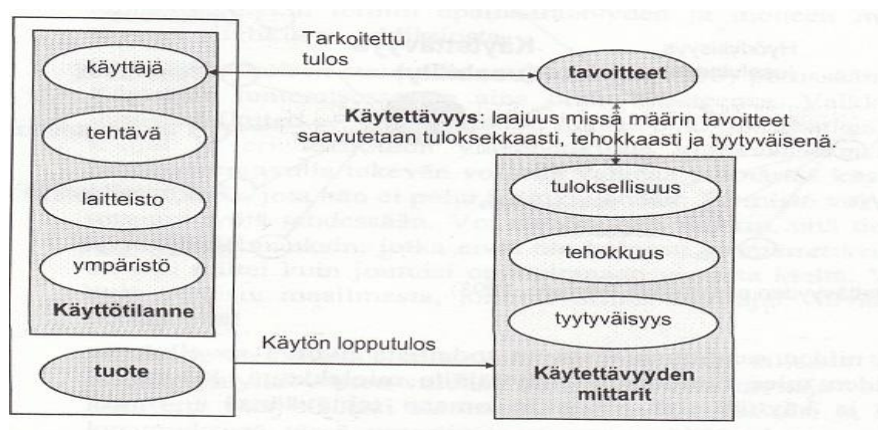 käyttäjä
tehtävä
laitteisto
ympäristö
Käyttötilanne
tuote
Tarkoitettu
tulos
tavoitteet
Käytettävyys: laajuus missä määrin tavoitteet
saavutetaan tuloksekkaasti, tehokkaasti ja tyytyväisenä.
tuloksellisuus
tehokkuus
tyytyväisyys
Käytettävyyden
mittarit
Käytön lopputulos